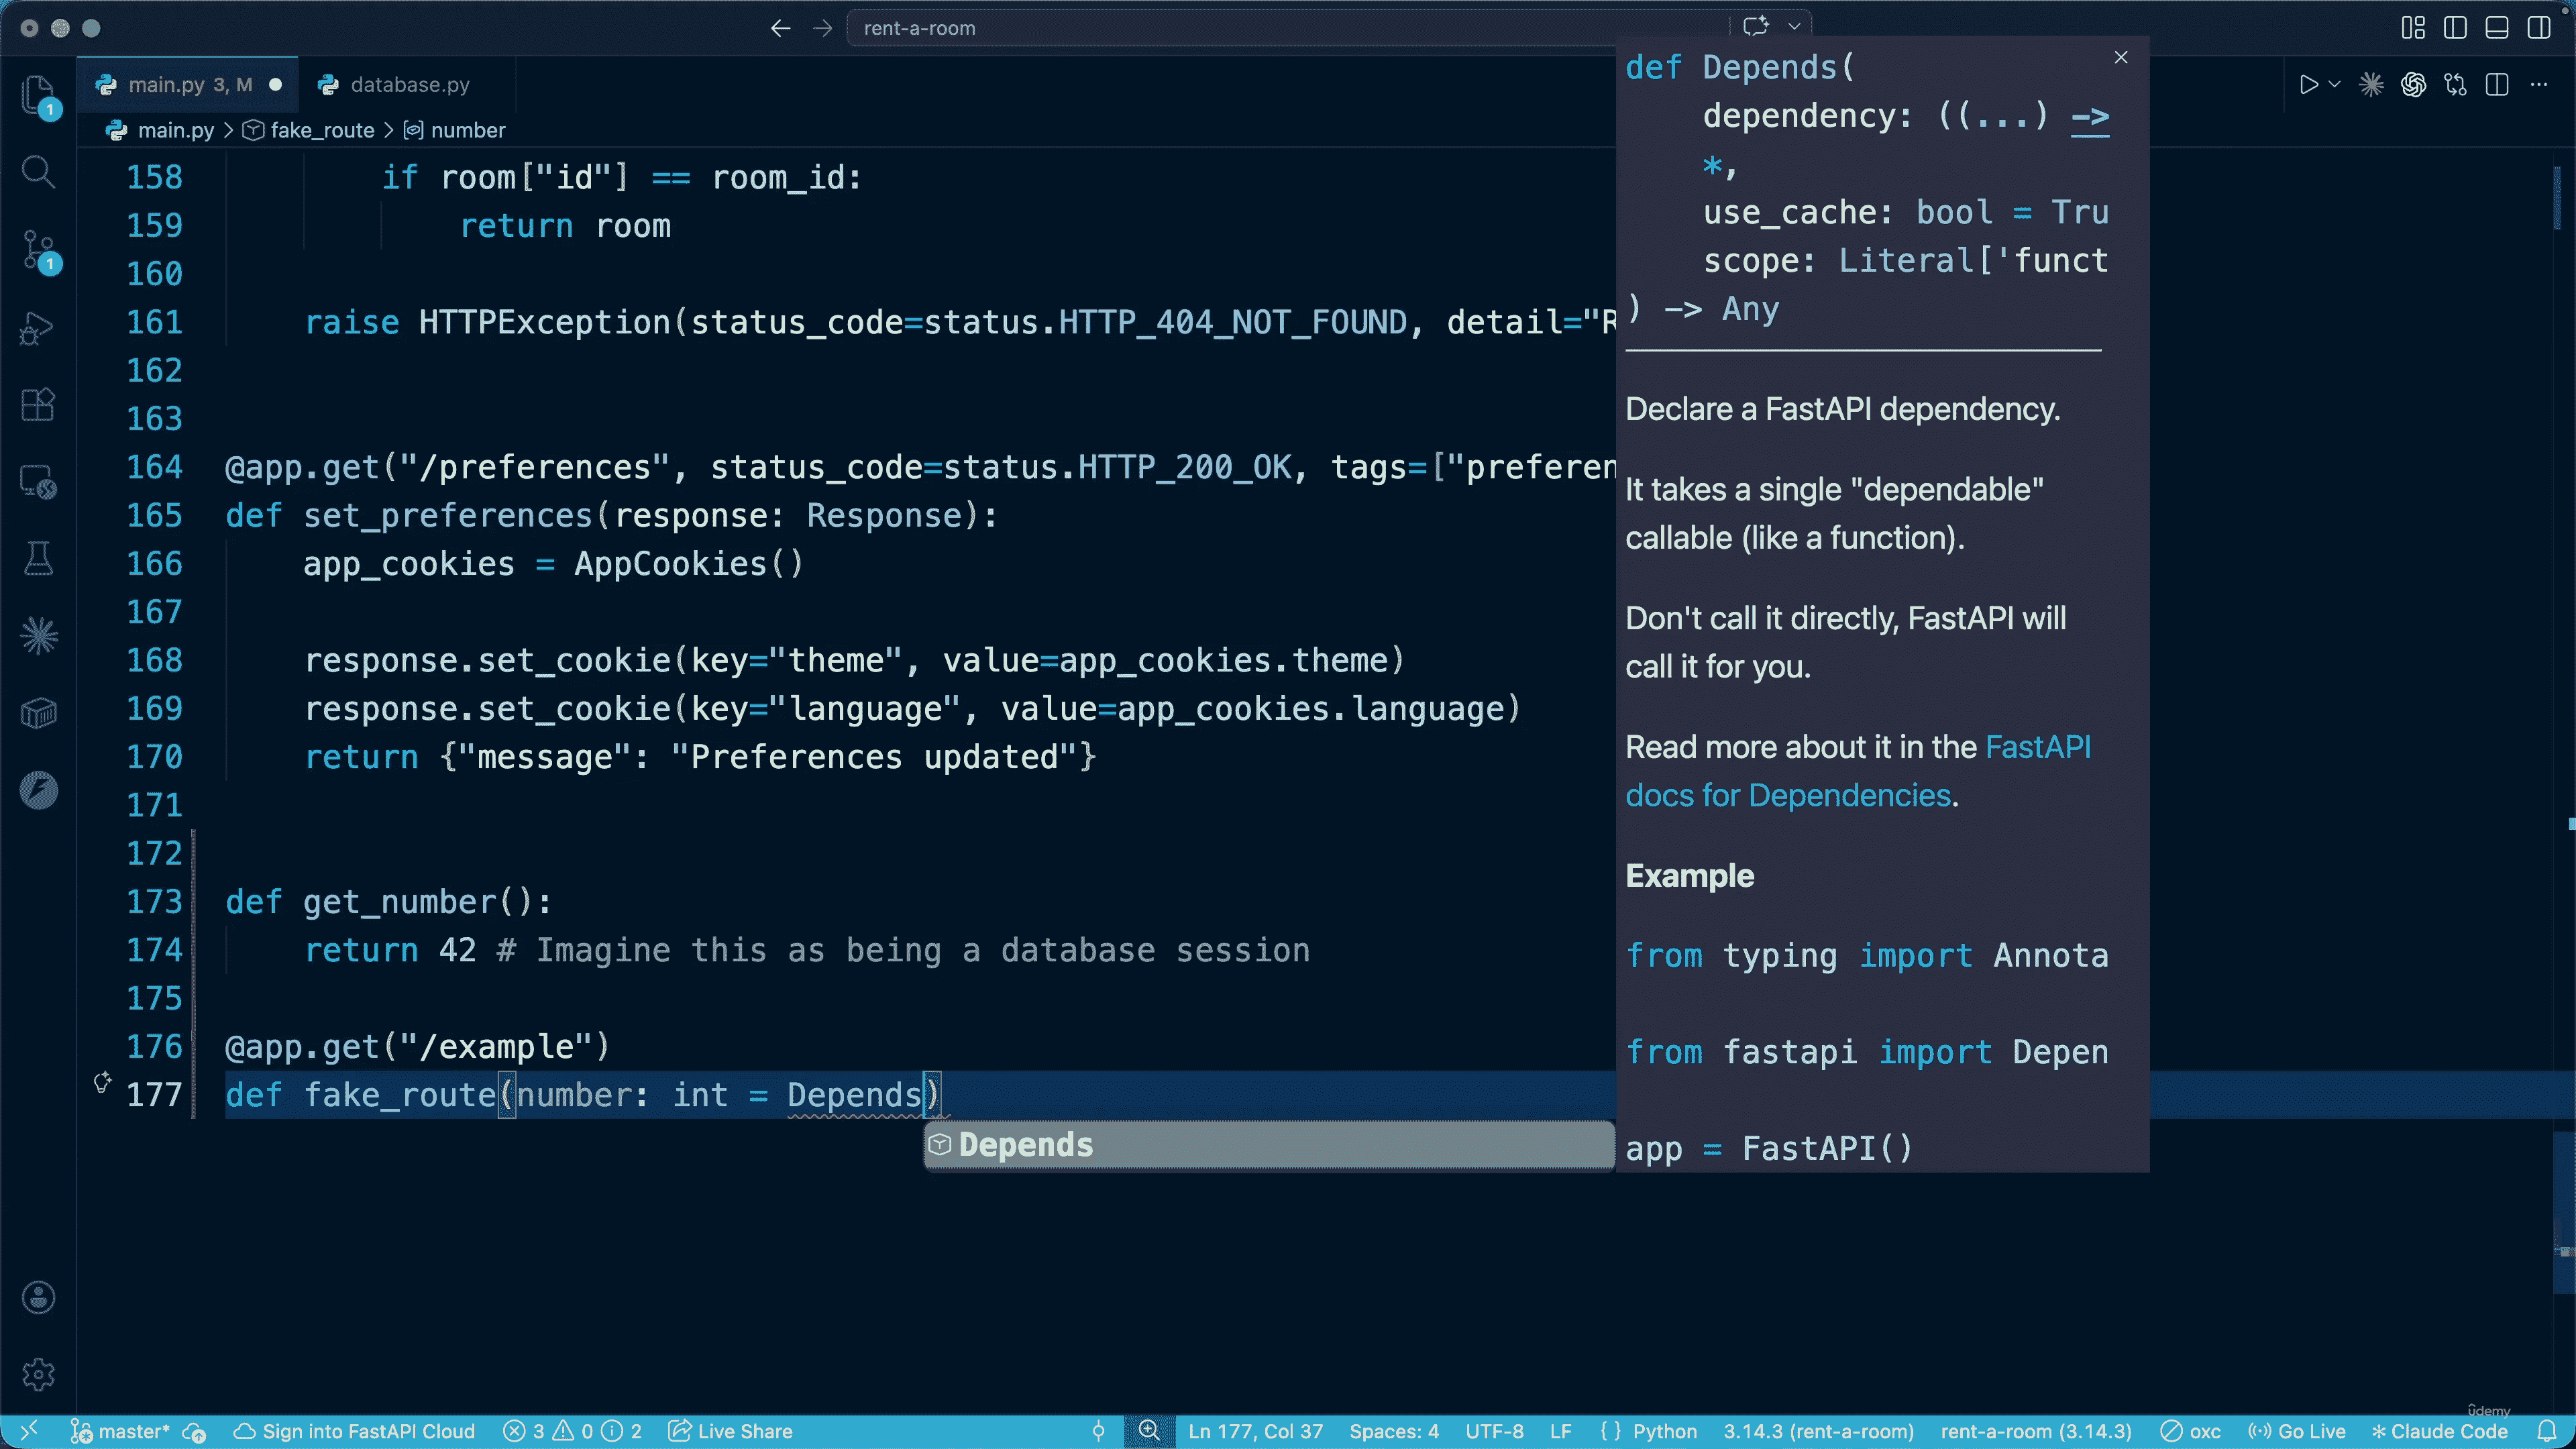 rent-a-room
main.py 3, M
database.py
main.py > fake_route > number
158 if room["id"] == room_id:
159 return room
160
161 raise HTTPException(status_code=status.HTTP_404_NOT_FOUND, detail="R
162
163
164 @app.get("/preferences", status_code=status.HTTP_200_OK, tags=["preferen
165 def set_preferences(response: Response):
166 app_cookies = AppCookies()
167
168 response.set_cookie(key="theme", value=app_cookies.theme)
169 response.set_cookie(key="language", value=app_cookies.language)
170 return {"message": "Preferences updated"}
171
172
173 def get_number():
174 return 42 # Imagine this as being a database session
175
176 @app.get("/example")
177 def fake_route(number: int = Depends)
Depends
def Depends(
dependency: ((...) ->
*,
use_cache: bool = Tru
scope: Literal['funct
) -> Any
Declare a FastAPI dependency.
It takes a single "dependable"
callable (like a function).
Don't call it directly, FastAPI will
call it for you.
Read more about it in the FastAPI
docs for Dependencies.
Example
from typing import Annota
from fastapi import Depen
app = FastAPI()
1
1
udemy
master* Sign into FastAPI Cloud 3 0 2 Live Share Ln 177, Col 37 Spaces: 4 UTF-8 LF { } Python 3.14.3 (rent-a-room) rent-a-room (3.14.3) oxc Go Live Claude Code